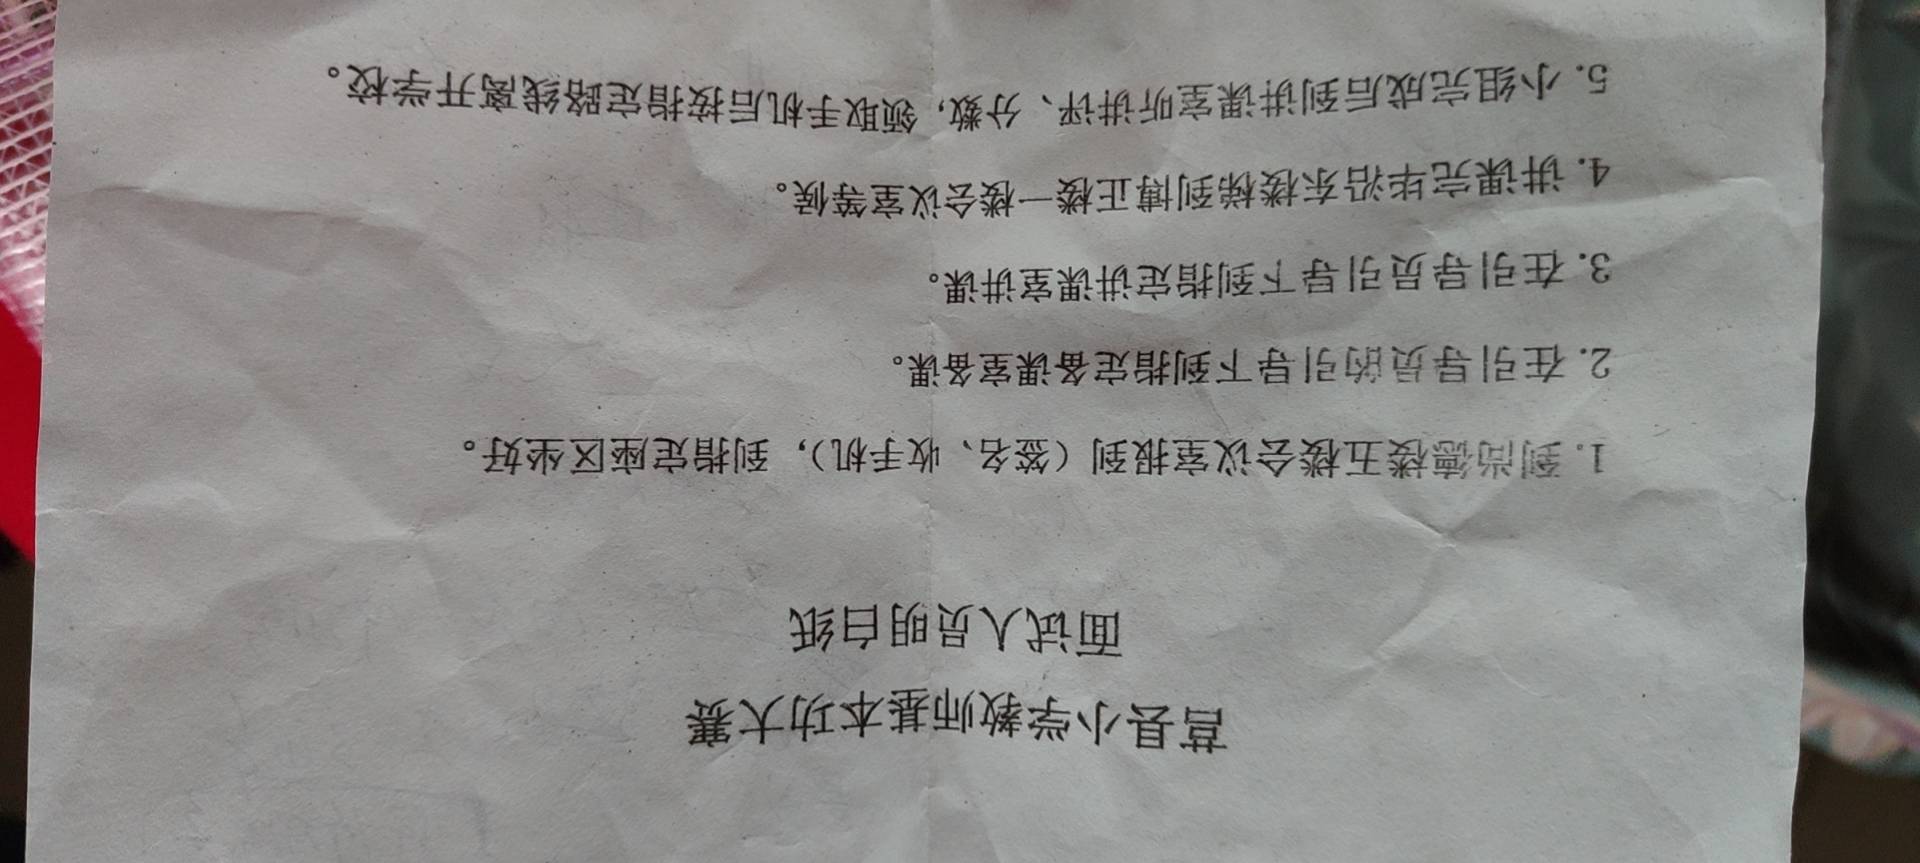 莒县小学教师基本功大赛
面试人员明白纸
1. 到尚德楼五楼会议室报到（签名、收手机），到指定座区坐好。
2. 在引导员的引导下到指定备课室备课。
3. 在引导员引导下到指定讲课室讲课。
4. 讲课完毕沿东楼梯到博正楼一楼会议室等候。
5. 小组完成后到讲课室听讲评、分数，领取手机后按指定路线离开学校。